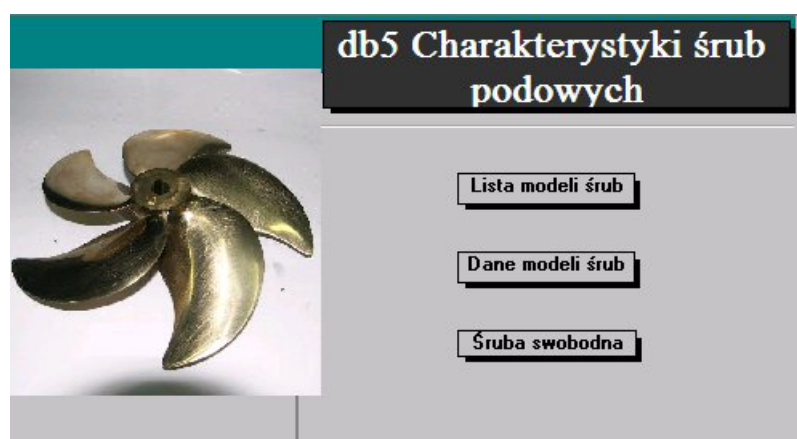 db5 Charakterystyki śrub
podowych
Lista modeli śrub
Dane modeli śrub
Śruba swobodna